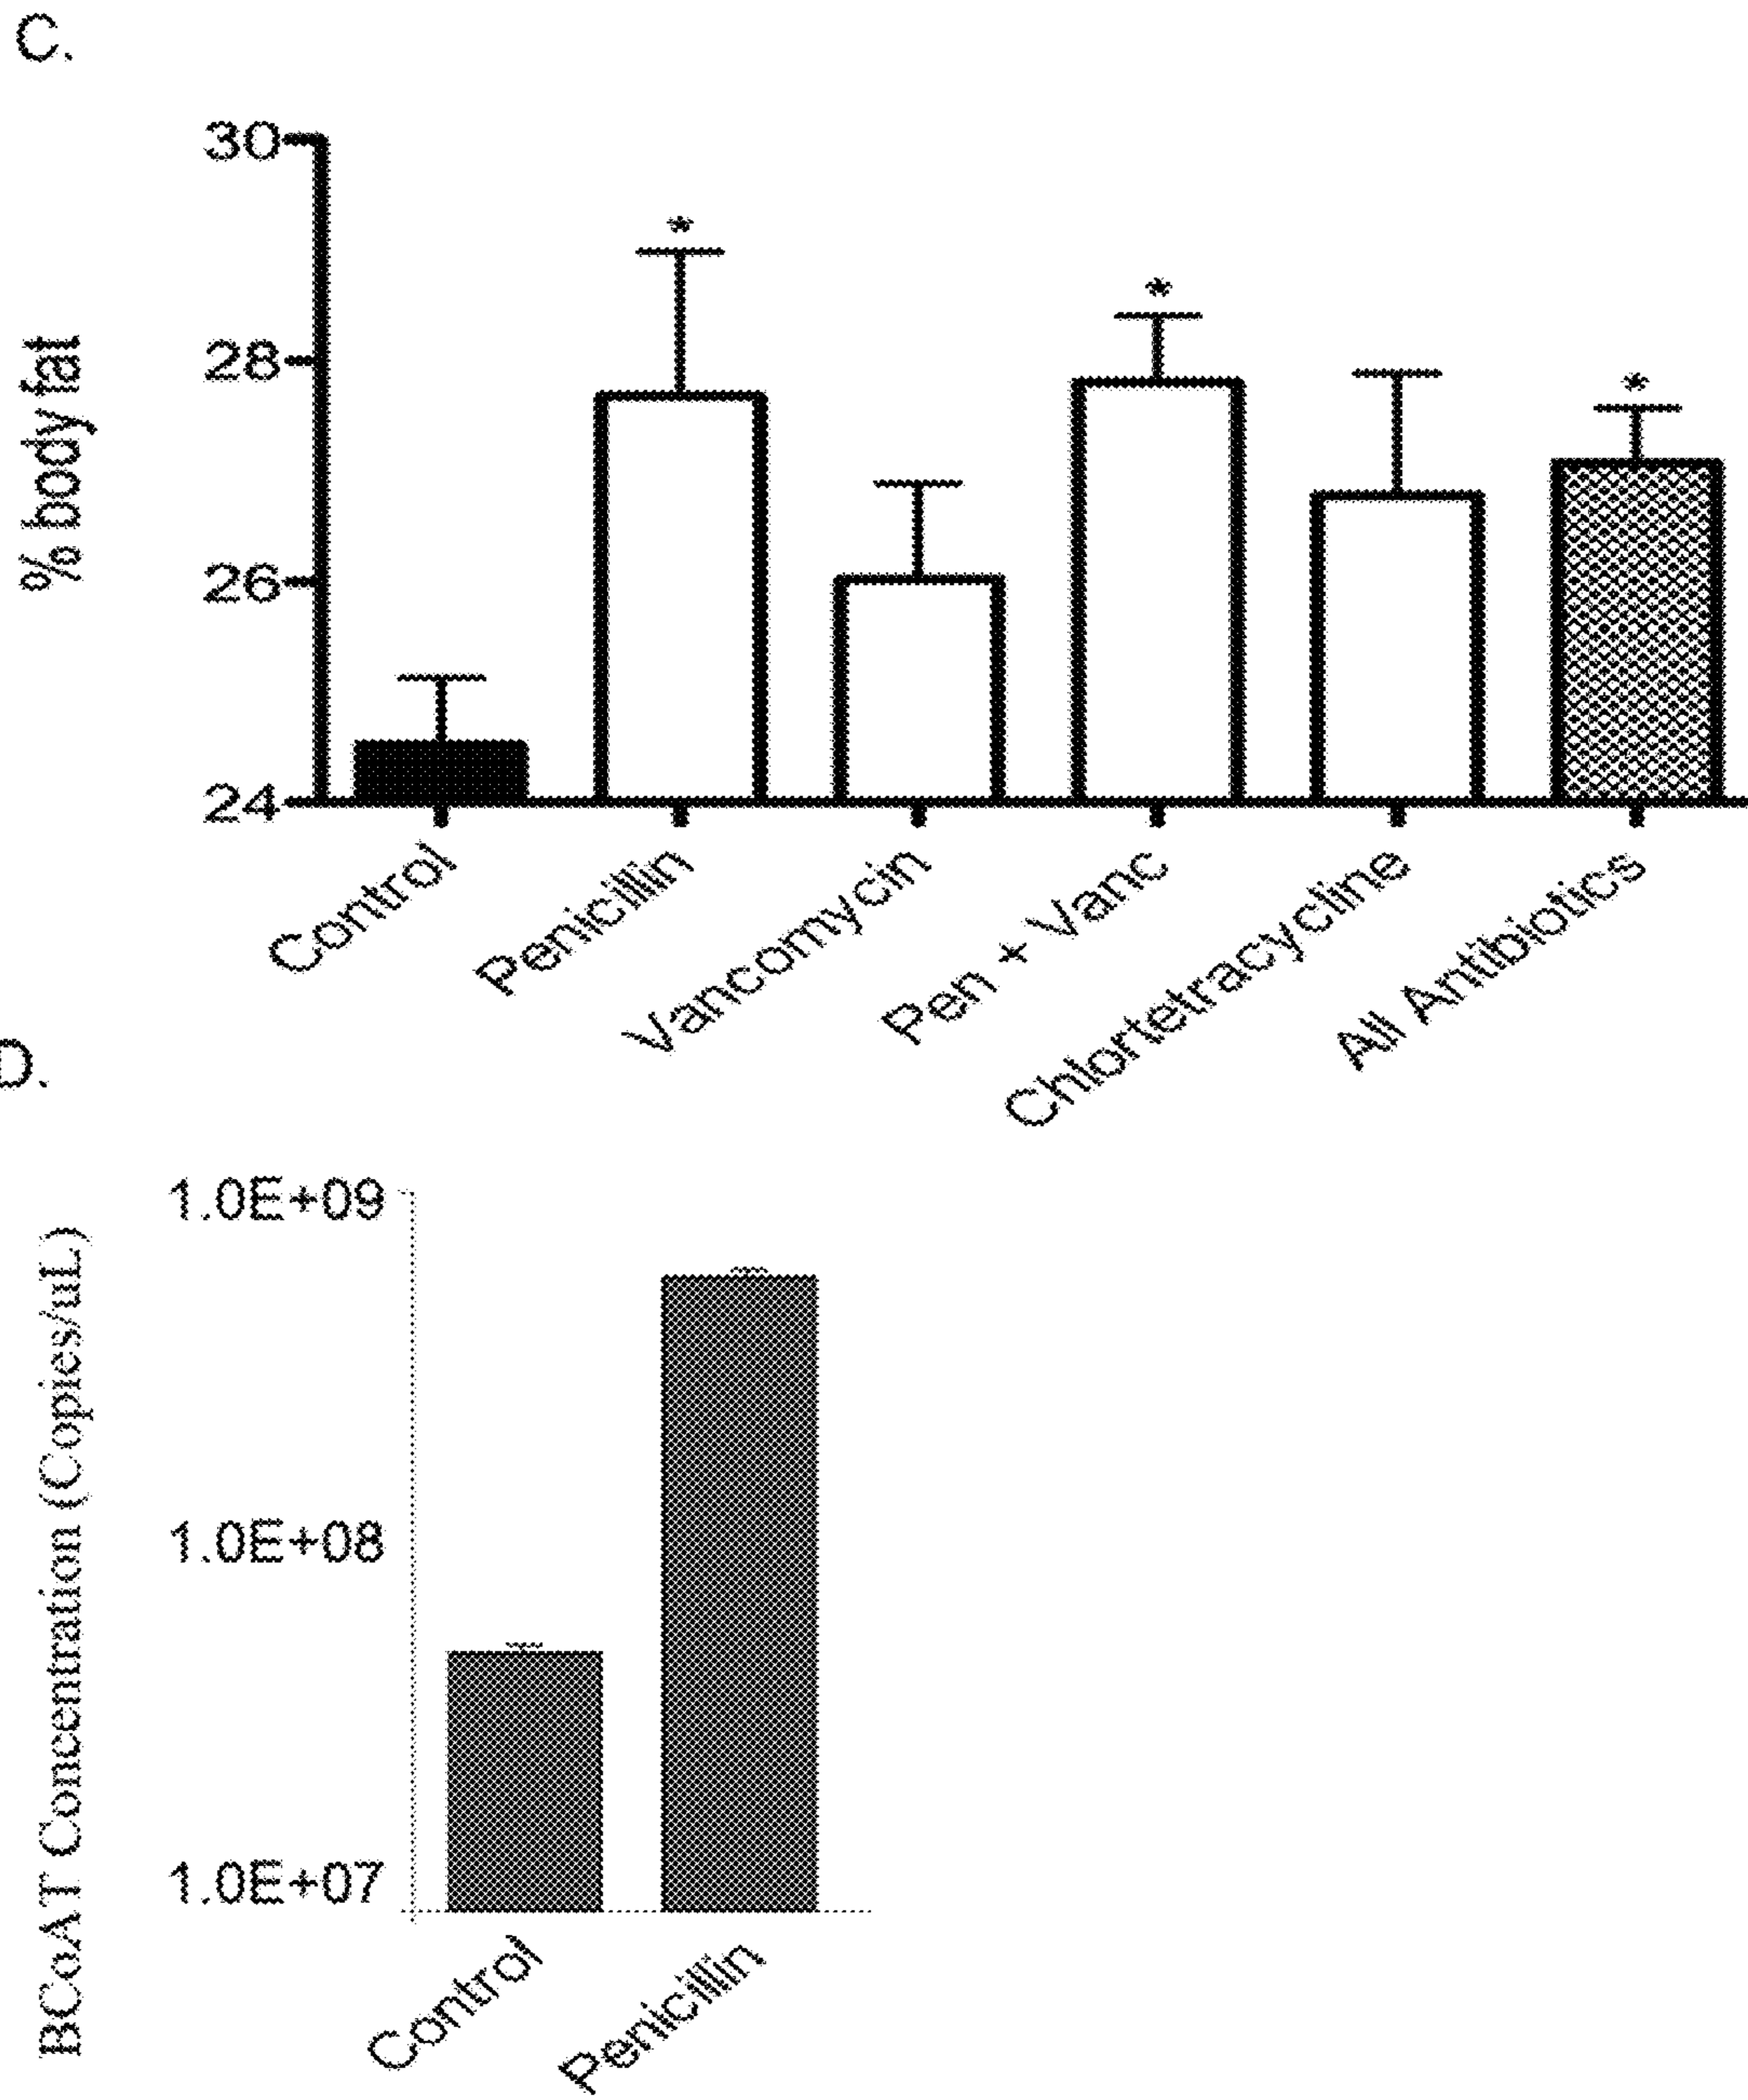 C.
30
28
26
24
% body fat
*
*
*
Control
Penicillin
Vancomycin
Pen + Vanc
Chlortetracycline
All Antibiotics
D.
1.0E+09
1.0E+08
1.0E+07
BCoAT Concentration (Copies/uL)
Control
Penicillin